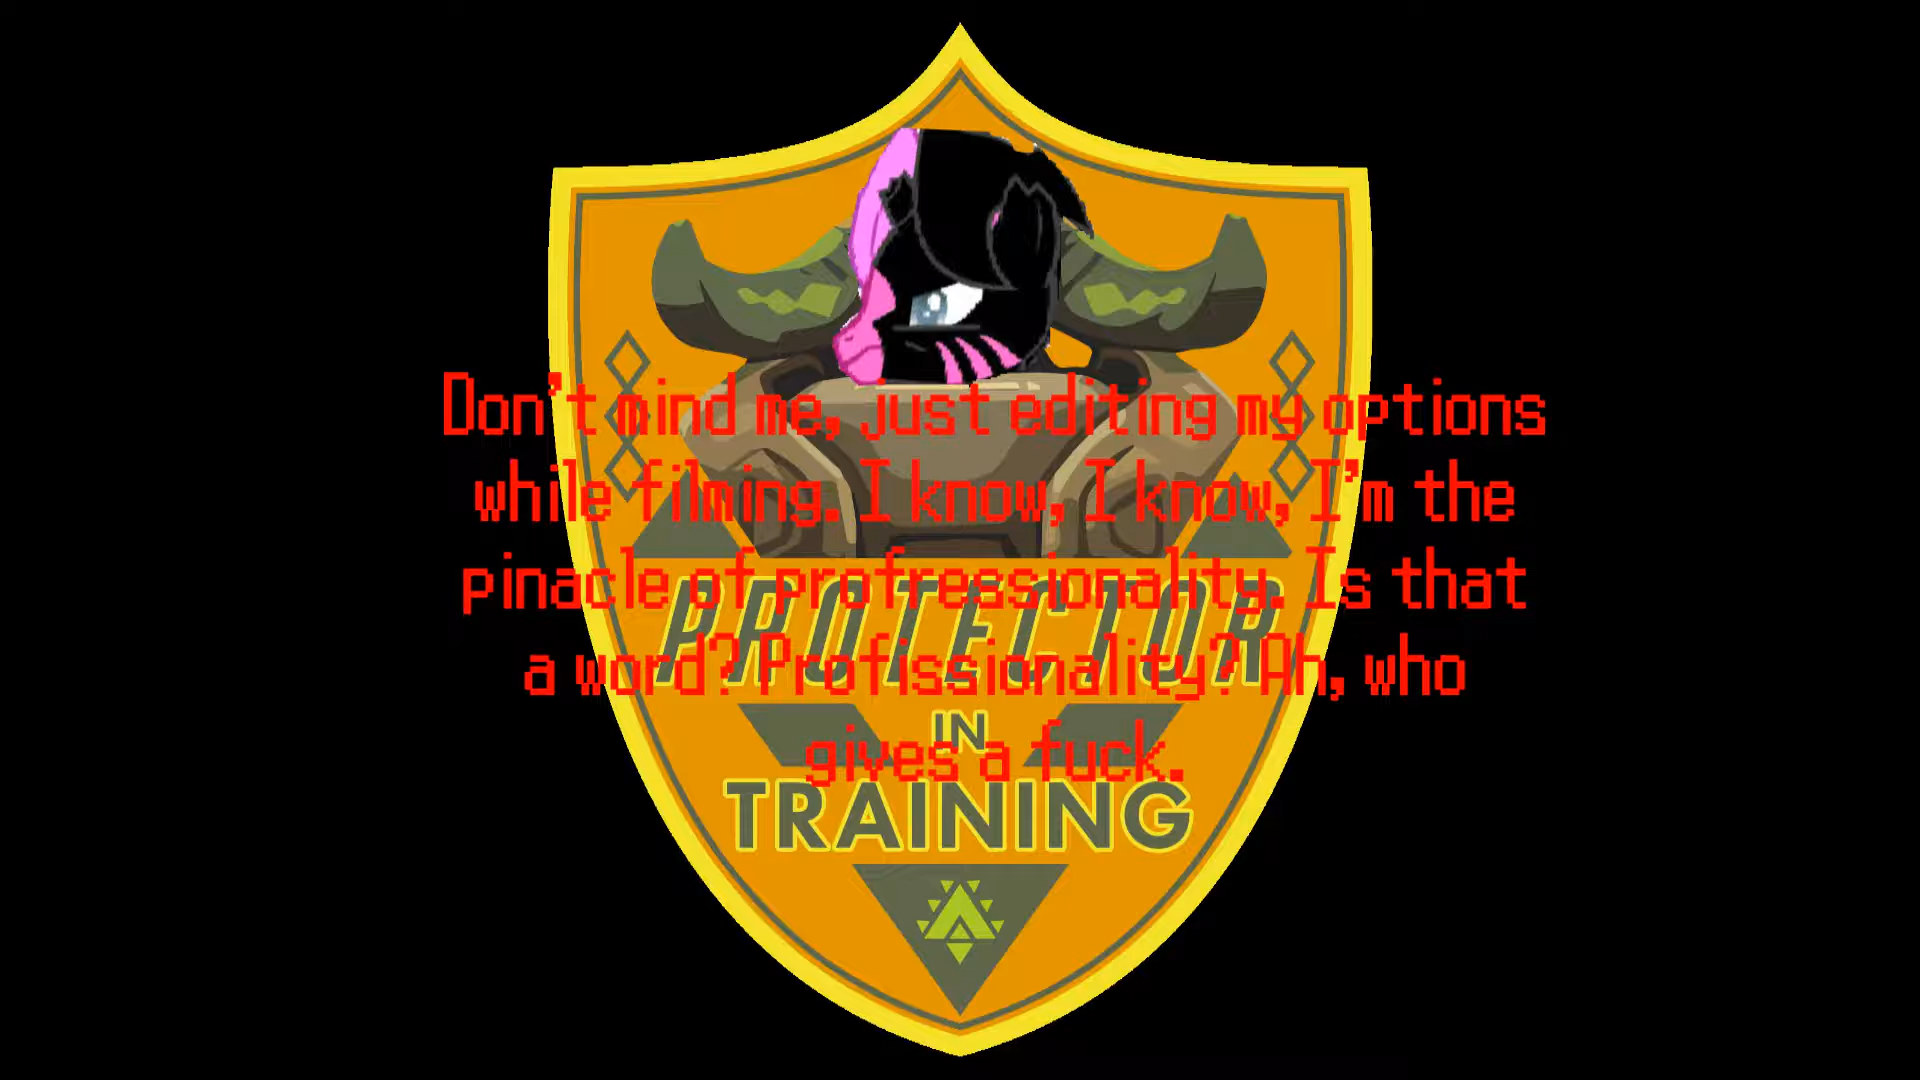 Don't mind me, just editing my options
while filming. I know, I know, I'm the
pinacle of profressionality. Is that
a word? Profissionality? Ah, who
gives a fuck.
PROTECTOR
IN
TRAINING